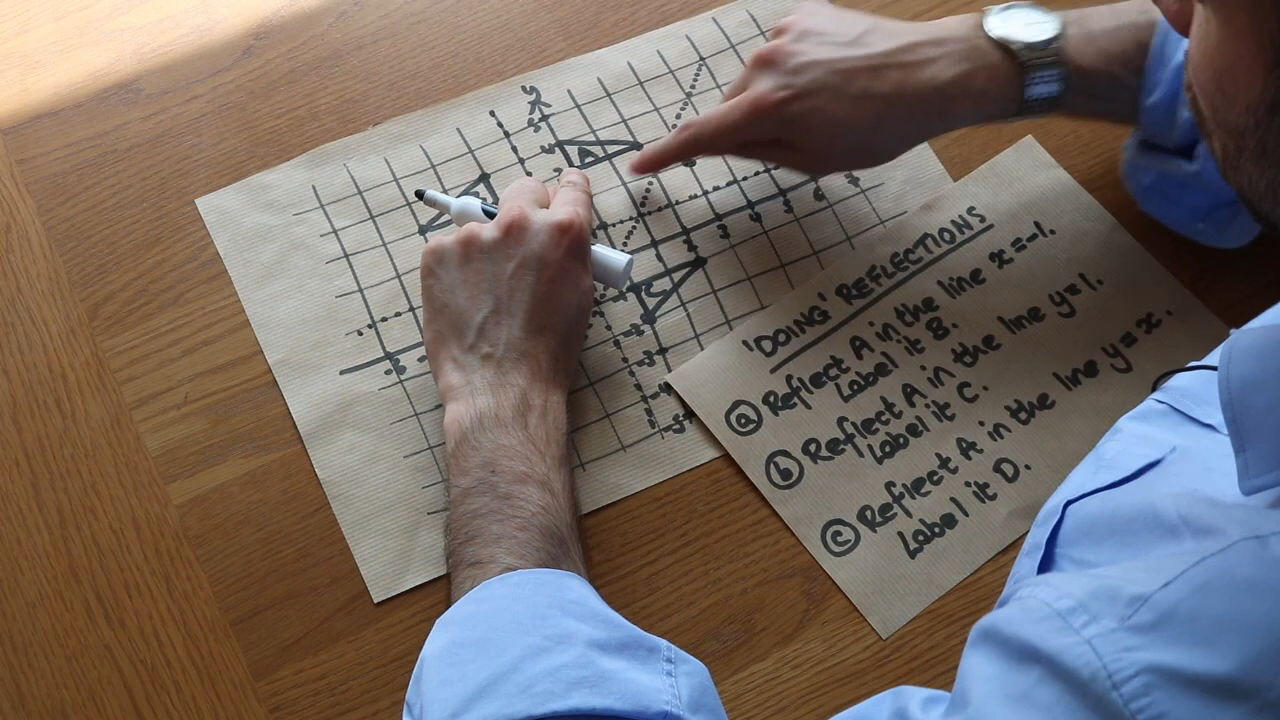 'DOING' REFLECTIONS
(a) Reflect A in the line x=-1.
Label it B.
(b) Reflect A in the line y=1.
Label it C.
(c) Reflect A in the line y=x.
Label it D.
y
A
C